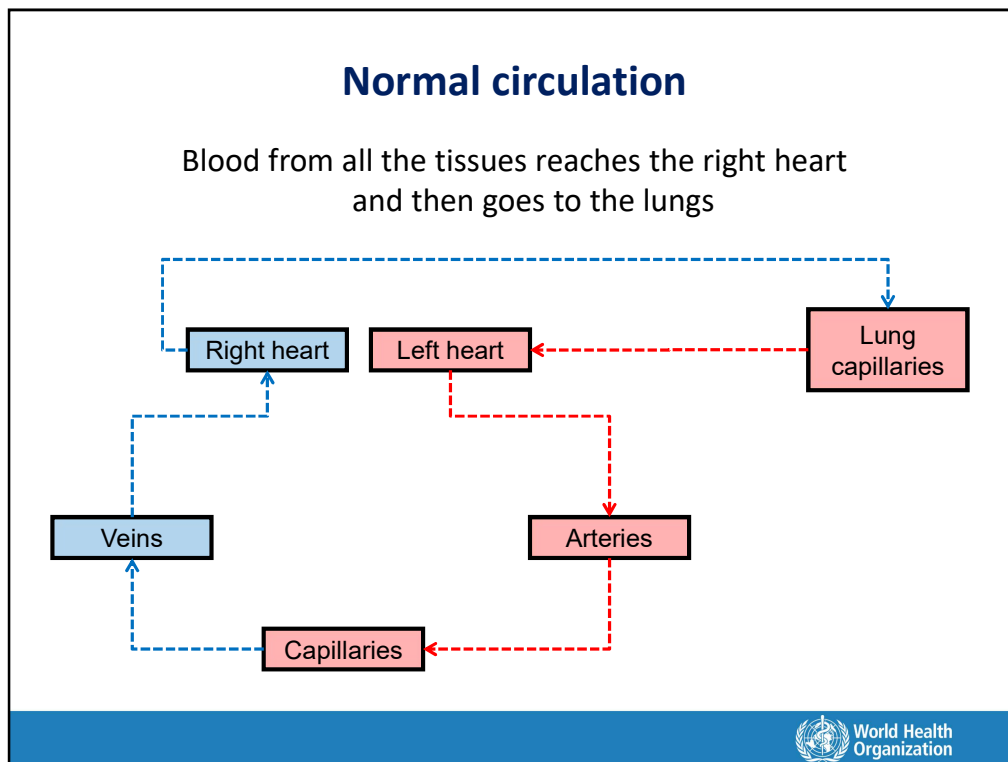 Normal circulation
Blood from all the tissues reaches the right heart
and then goes to the lungs
Right heart
Left heart
Lung
capillaries
Veins
Arteries
Capillaries
World Health
Organization